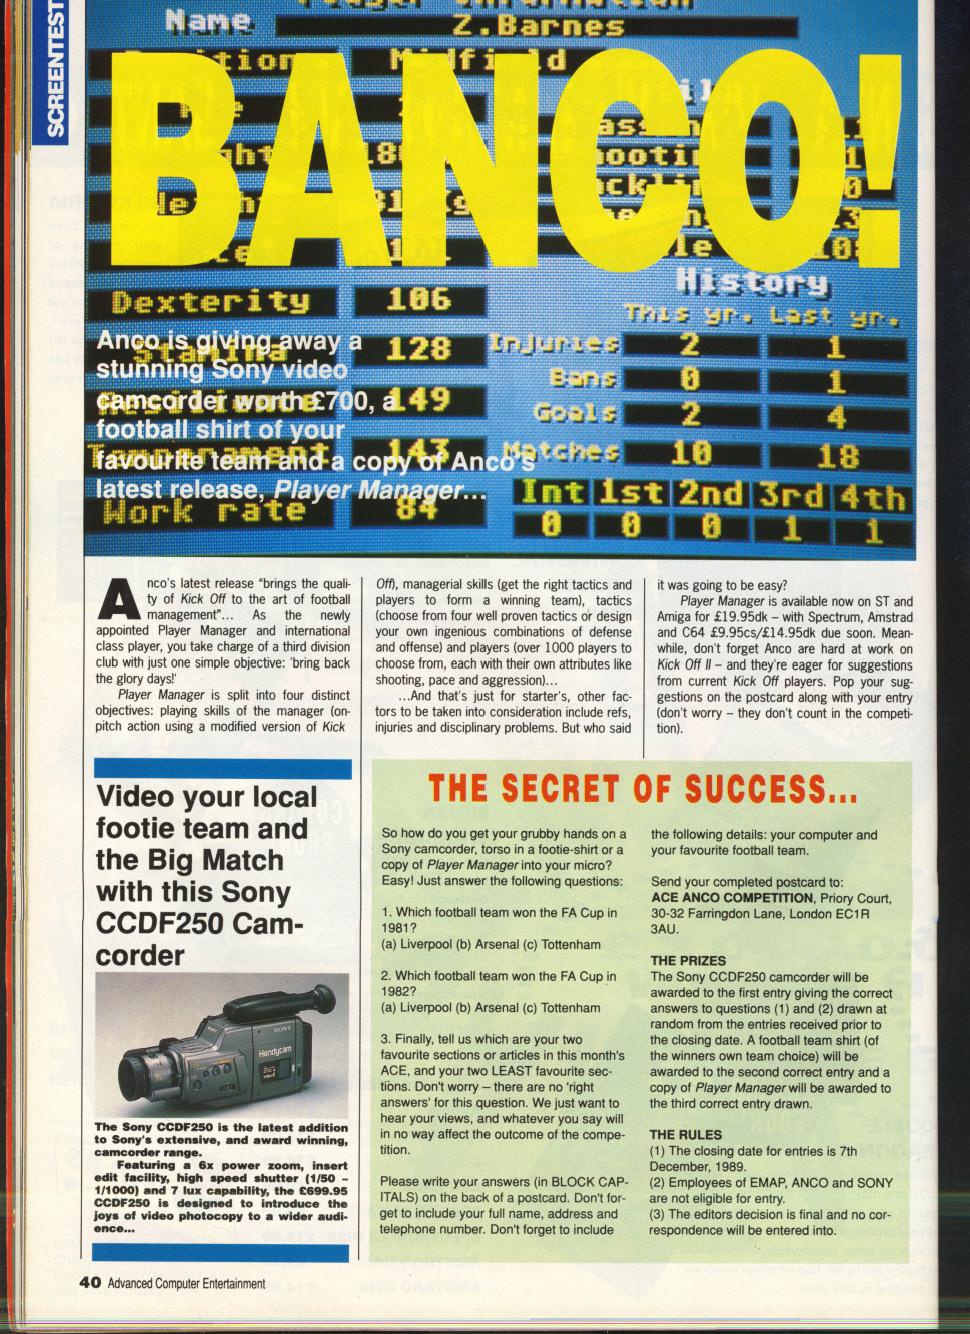 SCREENTEST
Name
Z.Barnes
BANCO!
Dexterity 106
128
149
143
Work rate 84
History
This yr. Last yr.
Injuries 2 1
Bans 0 1
Goals 2 4
Matches 10 18
Int 1st 2nd 3rd 4th
0 0 0 1 1
Anco is giving away a
stunning Sony video
camcorder worth £700, a
football shirt of your
favourite team and a copy of Anco's
latest release, Player Manager...
Anco's latest release "brings the quali-
ty of Kick Off to the art of football
management"... As the newly
appointed Player Manager and international
class player, you take charge of a third division
club with just one simple objective: 'bring back
the glory days!'
Player Manager is split into four distinct
objectives: playing skills of the manager (on-
pitch action using a modified version of Kick
Off), managerial skills (get the right tactics and
players to form a winning team), tactics
(choose from four well proven tactics or design
your own ingenious combinations of defense
and offense) and players (over 1000 players to
choose from, each with their own attributes like
shooting, pace and aggression)...
...And that's just for starter's, other fac-
tors to be taken into consideration include refs,
injuries and disciplinary problems. But who said
it was going to be easy?
Player Manager is available now on ST and
Amiga for £19.95dk – with Spectrum, Amstrad
and C64 £9.95cs/£14.95dk due soon. Mean-
while, don't forget Anco are hard at work on
Kick Off II – and they're eager for suggestions
from current Kick Off players. Pop your sug-
gestions on the postcard along with your entry
(don't worry – they don't count in the competi-
tion).
Video your local
footie team and
the Big Match
with this Sony
CCDF250 Cam-
corder
SONY
Handycam
The Sony CCDF250 is the latest addition
to Sony's extensive, and award winning,
camcorder range.
Featuring a 6x power zoom, insert
edit facility, high speed shutter (1/50 –
1/1000) and 7 lux capability, the £699.95
CCDF250 is designed to introduce the
joys of video photocopy to a wider audi-
ence...
THE SECRET OF SUCCESS...
So how do you get your grubby hands on a
Sony camcorder, torso in a footie-shirt or a
copy of Player Manager into your micro?
Easy! Just answer the following questions:
1. Which football team won the FA Cup in
1981?
(a) Liverpool (b) Arsenal (c) Tottenham
2. Which football team won the FA Cup in
1982?
(a) Liverpool (b) Arsenal (c) Tottenham
3. Finally, tell us which are your two
favourite sections or articles in this month's
ACE, and your two LEAST favourite sec-
tions. Don't worry – there are no 'right
answers' for this question. We just want to
hear your views, and whatever you say will
in no way affect the outcome of the compe-
tition.
Please write your answers (in BLOCK CAP-
ITALS) on the back of a postcard. Don't for-
get to include your full name, address and
telephone number. Don't forget to include
the following details: your computer and
your favourite football team.
Send your completed postcard to:
ACE ANCO COMPETITION, Priory Court,
30-32 Farringdon Lane, London EC1R
3AU.
THE PRIZES
The Sony CCDF250 camcorder will be
awarded to the first entry giving the correct
answers to questions (1) and (2) drawn at
random from the entries received prior to
the closing date. A football team shirt (of
the winners own team choice) will be
awarded to the second correct entry and a
copy of Player Manager will be awarded to
the third correct entry drawn.
THE RULES
(1) The closing date for entries is 7th
December, 1989.
(2) Employees of EMAP, ANCO and SONY
are not eligible for entry.
(3) The editors decision is final and no cor-
respondence will be entered into.
40 Advanced Computer Entertainment